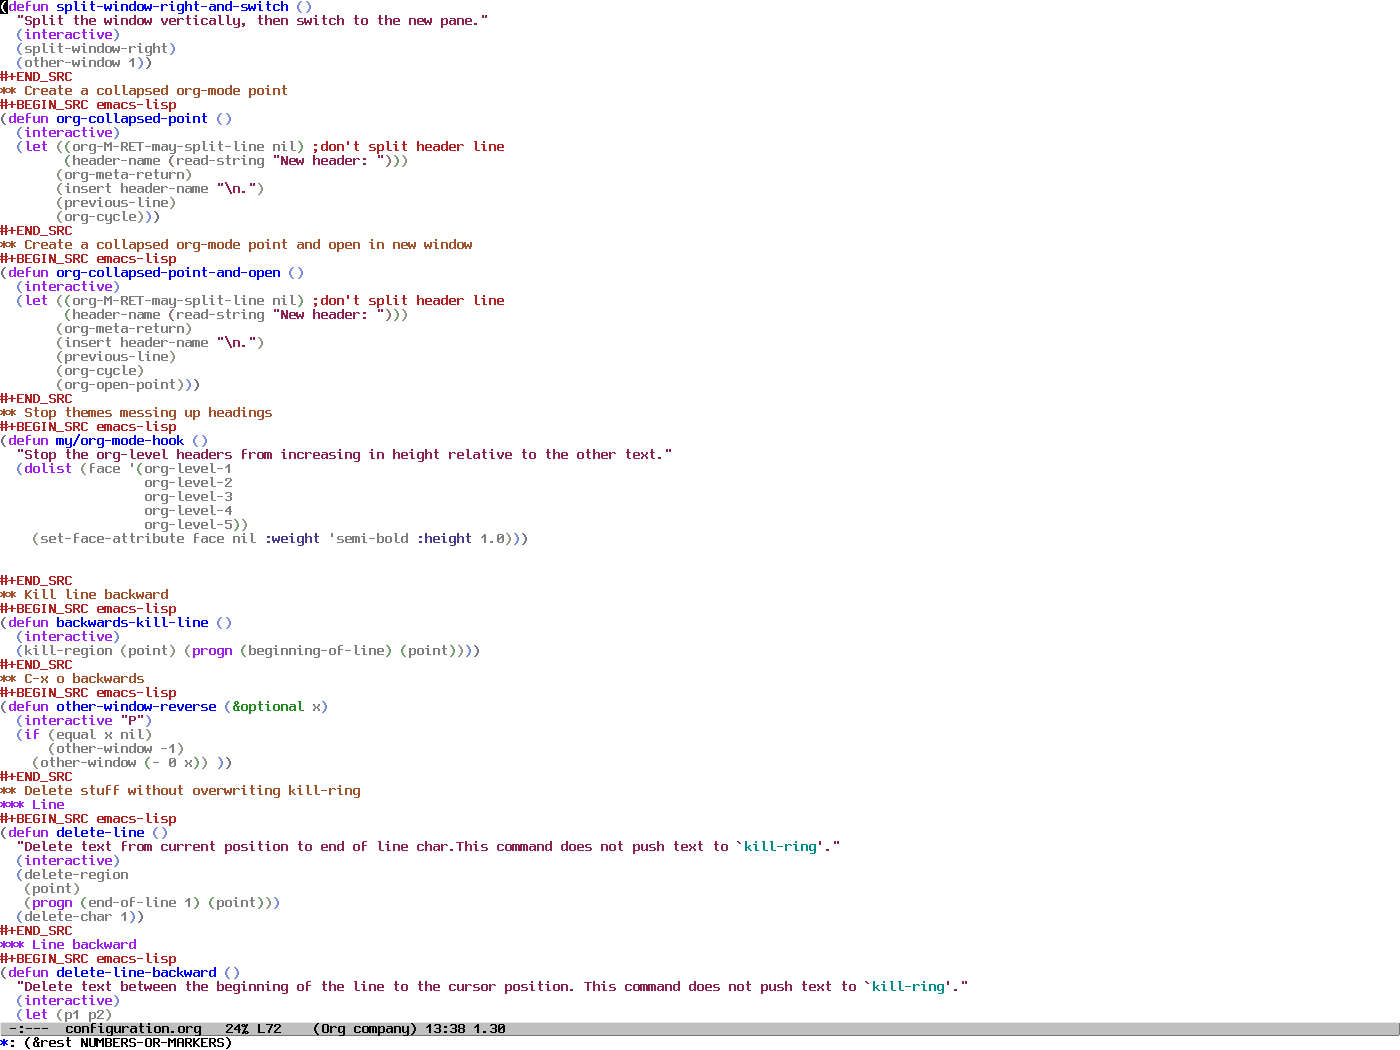 (defun split-window-right-and-switch ()
  "Split the window vertically, then switch to the new pane."
  (interactive)
  (split-window-right)
  (other-window 1))
#+END_SRC
** Create a collapsed org-mode point
#+BEGIN_SRC emacs-lisp
(defun org-collapsed-point ()
  (interactive)
  (let ((org-M-RET-may-split-line nil) ;don't split header line
        (header-name (read-string "New header: ")))
       (org-meta-return)
       (insert header-name "\n.")
       (previous-line)
       (org-cycle)))
#+END_SRC
** Create a collapsed org-mode point and open in new window
#+BEGIN_SRC emacs-lisp
(defun org-collapsed-point-and-open ()
  (interactive)
  (let ((org-M-RET-may-split-line nil) ;don't split header line
        (header-name (read-string "New header: ")))
       (org-meta-return)
       (insert header-name "\n.")
       (previous-line)
       (org-cycle)
       (org-open-point)))
#+END_SRC
** Stop themes messing up headings
#+BEGIN_SRC emacs-lisp
(defun my/org-mode-hook ()
  "Stop the org-level headers from increasing in height relative to the other text."
  (dolist (face '(org-level-1
                  org-level-2
                  org-level-3
                  org-level-4
                  org-level-5))
    (set-face-attribute face nil :weight 'semi-bold :height 1.0)))
#+END_SRC
** Kill line backward
#+BEGIN_SRC emacs-lisp
(defun backwards-kill-line ()
  (interactive)
  (kill-region (point) (progn (beginning-of-line) (point))))
#+END_SRC
** C-x o backwards
#+BEGIN_SRC emacs-lisp
(defun other-window-reverse (&optional x)
  (interactive "P")
  (if (equal x nil)
      (other-window -1)
    (other-window (- 0 x)) ))
#+END_SRC
** Delete stuff without overwriting kill-ring
*** Line
#+BEGIN_SRC emacs-lisp
(defun delete-line ()
  "Delete text from current position to end of line char.This command does not push text to `kill-ring'."
  (interactive)
  (delete-region
   (point)
   (progn (end-of-line 1) (point)))
  (delete-char 1))
#+END_SRC
*** Line backward
#+BEGIN_SRC emacs-lisp
(defun delete-line-backward ()
  "Delete text between the beginning of the line to the cursor position. This command does not push text to `kill-ring'."
  (interactive)
  (let (p1 p2)
-:---  configuration.org   24% L72    (Org company) 13:38 1.30
*: (&rest NUMBERS-OR-MARKERS)